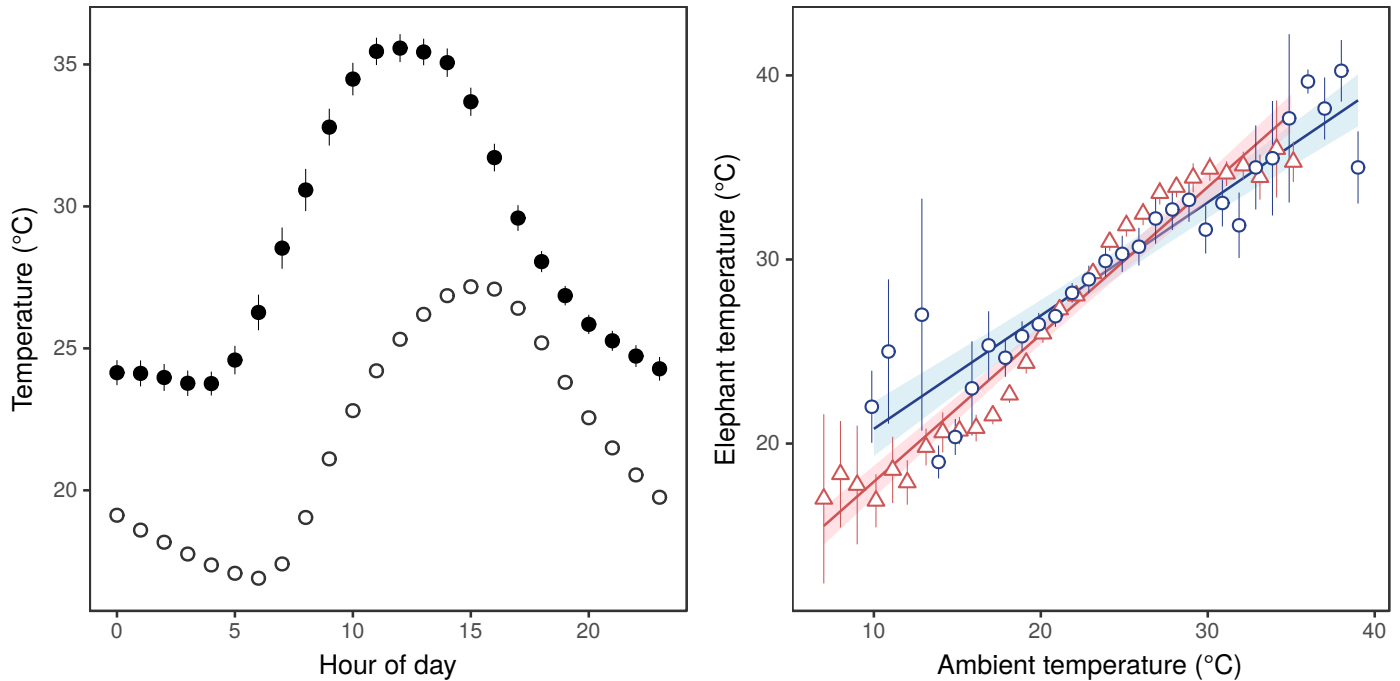 Temperature (°C)
35
30
25
20
0 5 10 15 20
Hour of day
Elephant temperature (°C)
40
30
20
10 20 30 40
Ambient temperature (°C)